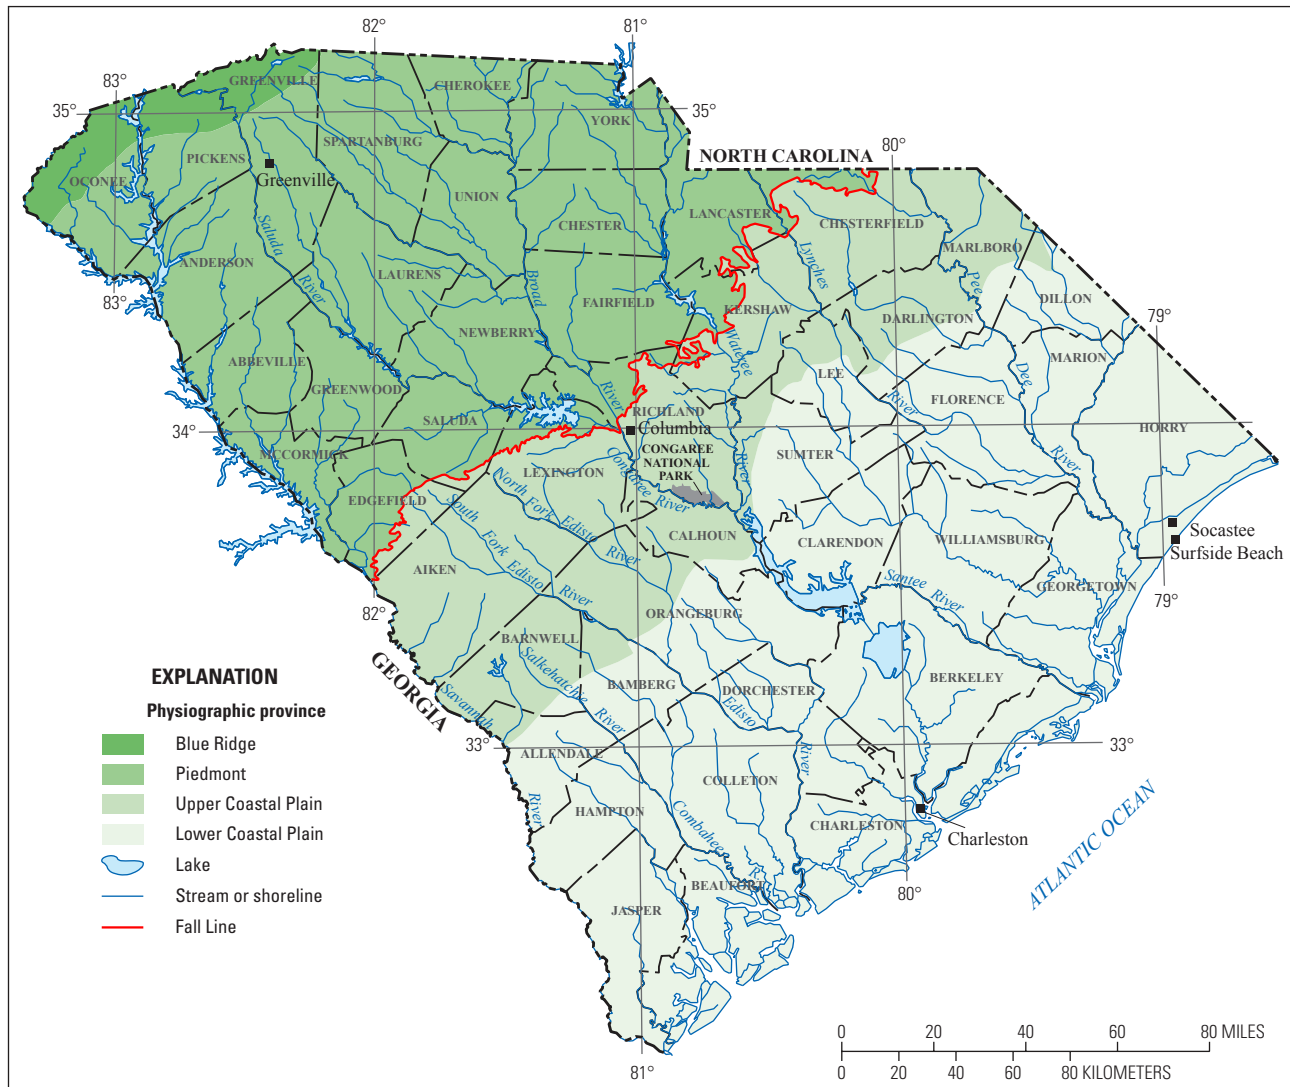 82°
81°
83°
35°
35°
80°
GREENVILLE
CHEROKEE
YORK
SPARTANBURG
NORTH CAROLINA
PICKENS
OCONEE
Greenville
UNION
LANCASTER
CHESTER
CHESTERFIELD
MARLBORO
Saluda
River
ANDERSON
LAURENS
Broad
River
FAIRFIELD
KERSHAW
Lynches
River
Pee
Dee
River
DILLON
83°
79°
NEWBERRY
DARLINGTON
Wateree
River
MARION
ABBEVILLE
GREENWOOD
LEE
FLORENCE
SALUDA
RICHLAND
34°
Columbia
HORRY
MCCORMICK
LEXINGTON
CONGAREE
NATIONAL
PARK
SUMTER
EDGEFIELD
North Fork Edisto River
Congaree River
South Fork Edisto River
CALHOUN
CLARENDON
WILLIAMSBURG
Socastee
Surfside Beach
AIKEN
Santee River
GEORGETOWN
79°
82°
ORANGEBURG
BARNWELL
GEORGIA
Salkehatchie
River
BAMBERG
DORCHESTER
Edisto
River
BERKELEY
Savannah
River
33°
33°
ALLENDALE
COLLETON
HAMPTON
Combahee
R.
CHARLESTON
Charleston
ATLANTIC OCEAN
BEAUFORT
80°
JASPER
81°
EXPLANATION
Physiographic province
Blue Ridge
Piedmont
Upper Coastal Plain
Lower Coastal Plain
Lake
Stream or shoreline
Fall Line
0 20 40 60 80 MILES
0 20 40 60 80 KILOMETERS